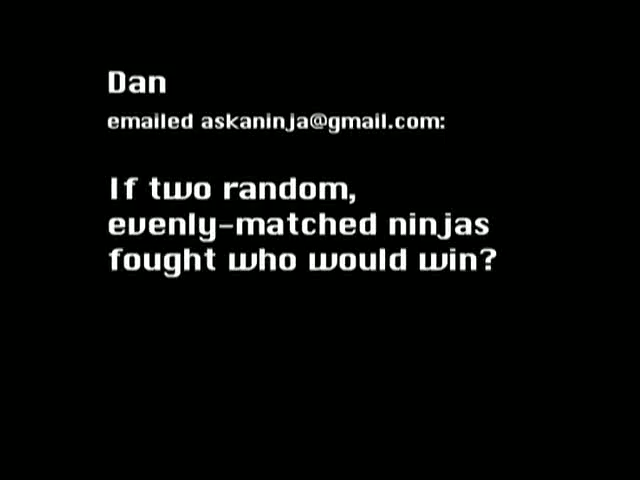 Dan
emailed askaninja@gmail.com:
If two random,
evenly-matched ninjas
fought who would win?